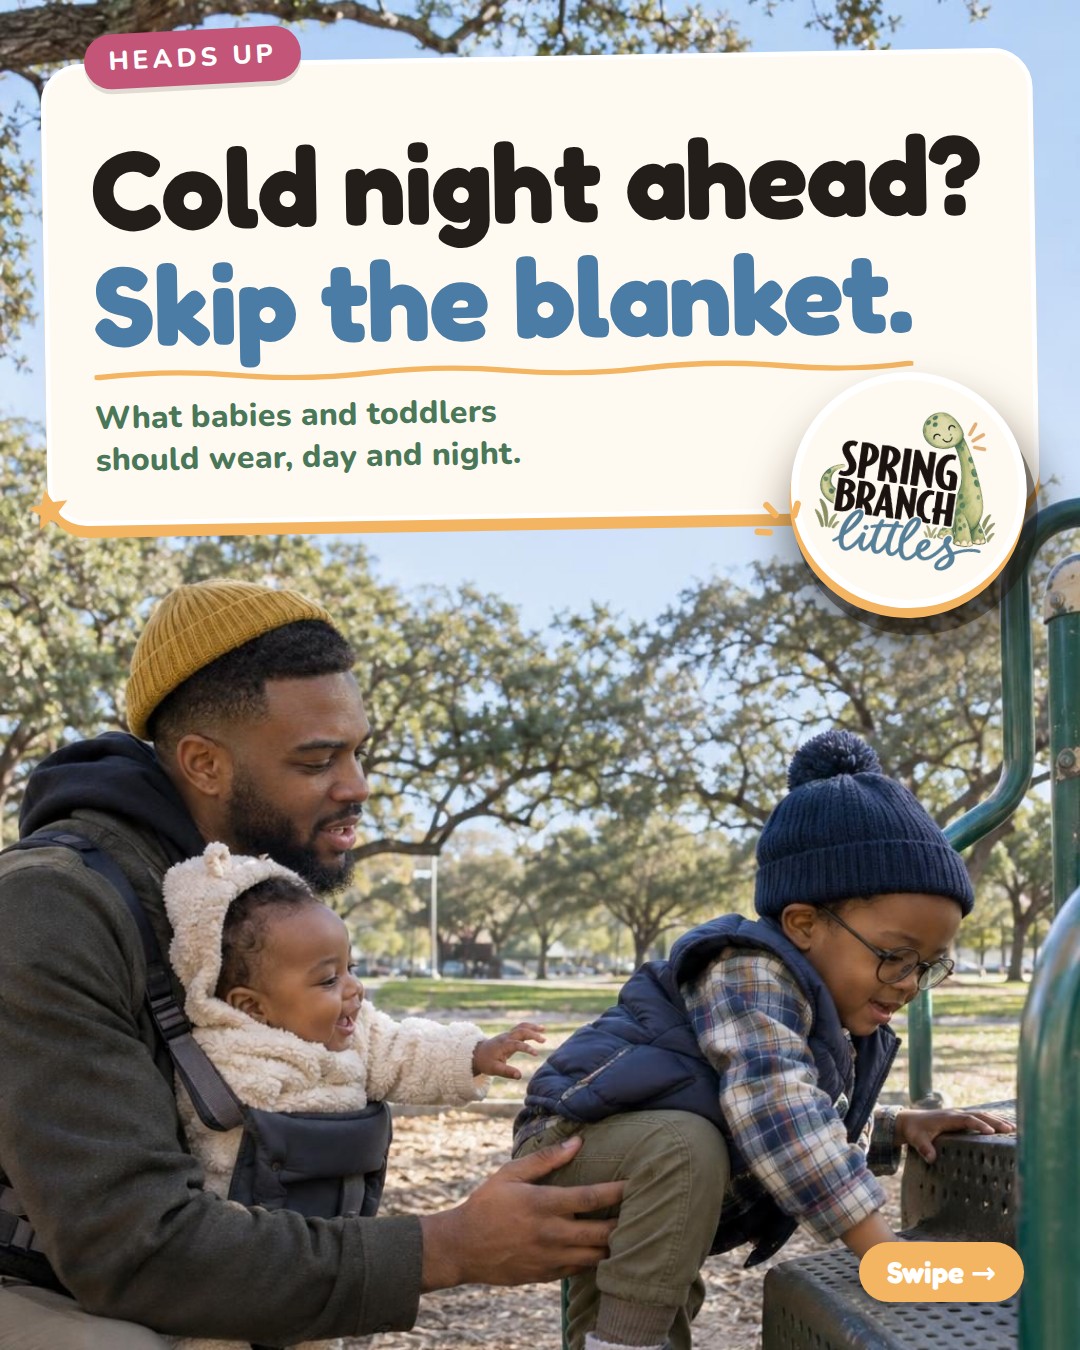 HEADS UP
Cold night ahead?
Skip the blanket.
What babies and toddlers
should wear, day and night.
SPRING
BRANCH
littles
Swipe →